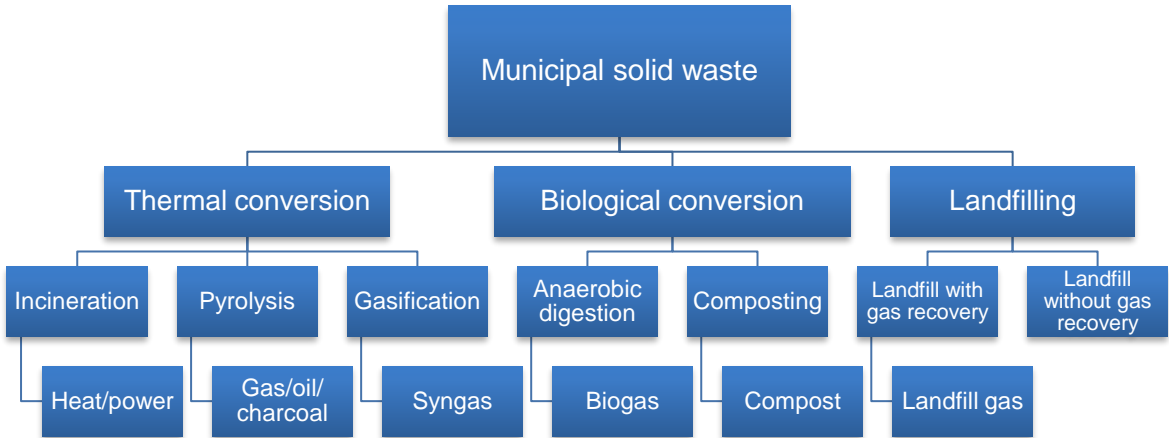 Municipal solid waste
Thermal conversion
Biological conversion
Landfilling
Incineration
Pyrolysis
Gasification
Anaerobic
digestion
Composting
Landfill with
gas recovery
Landfill
without gas
recovery
Heat/power
Gas/oil/
charcoal
Syngas
Biogas
Compost
Landfill gas